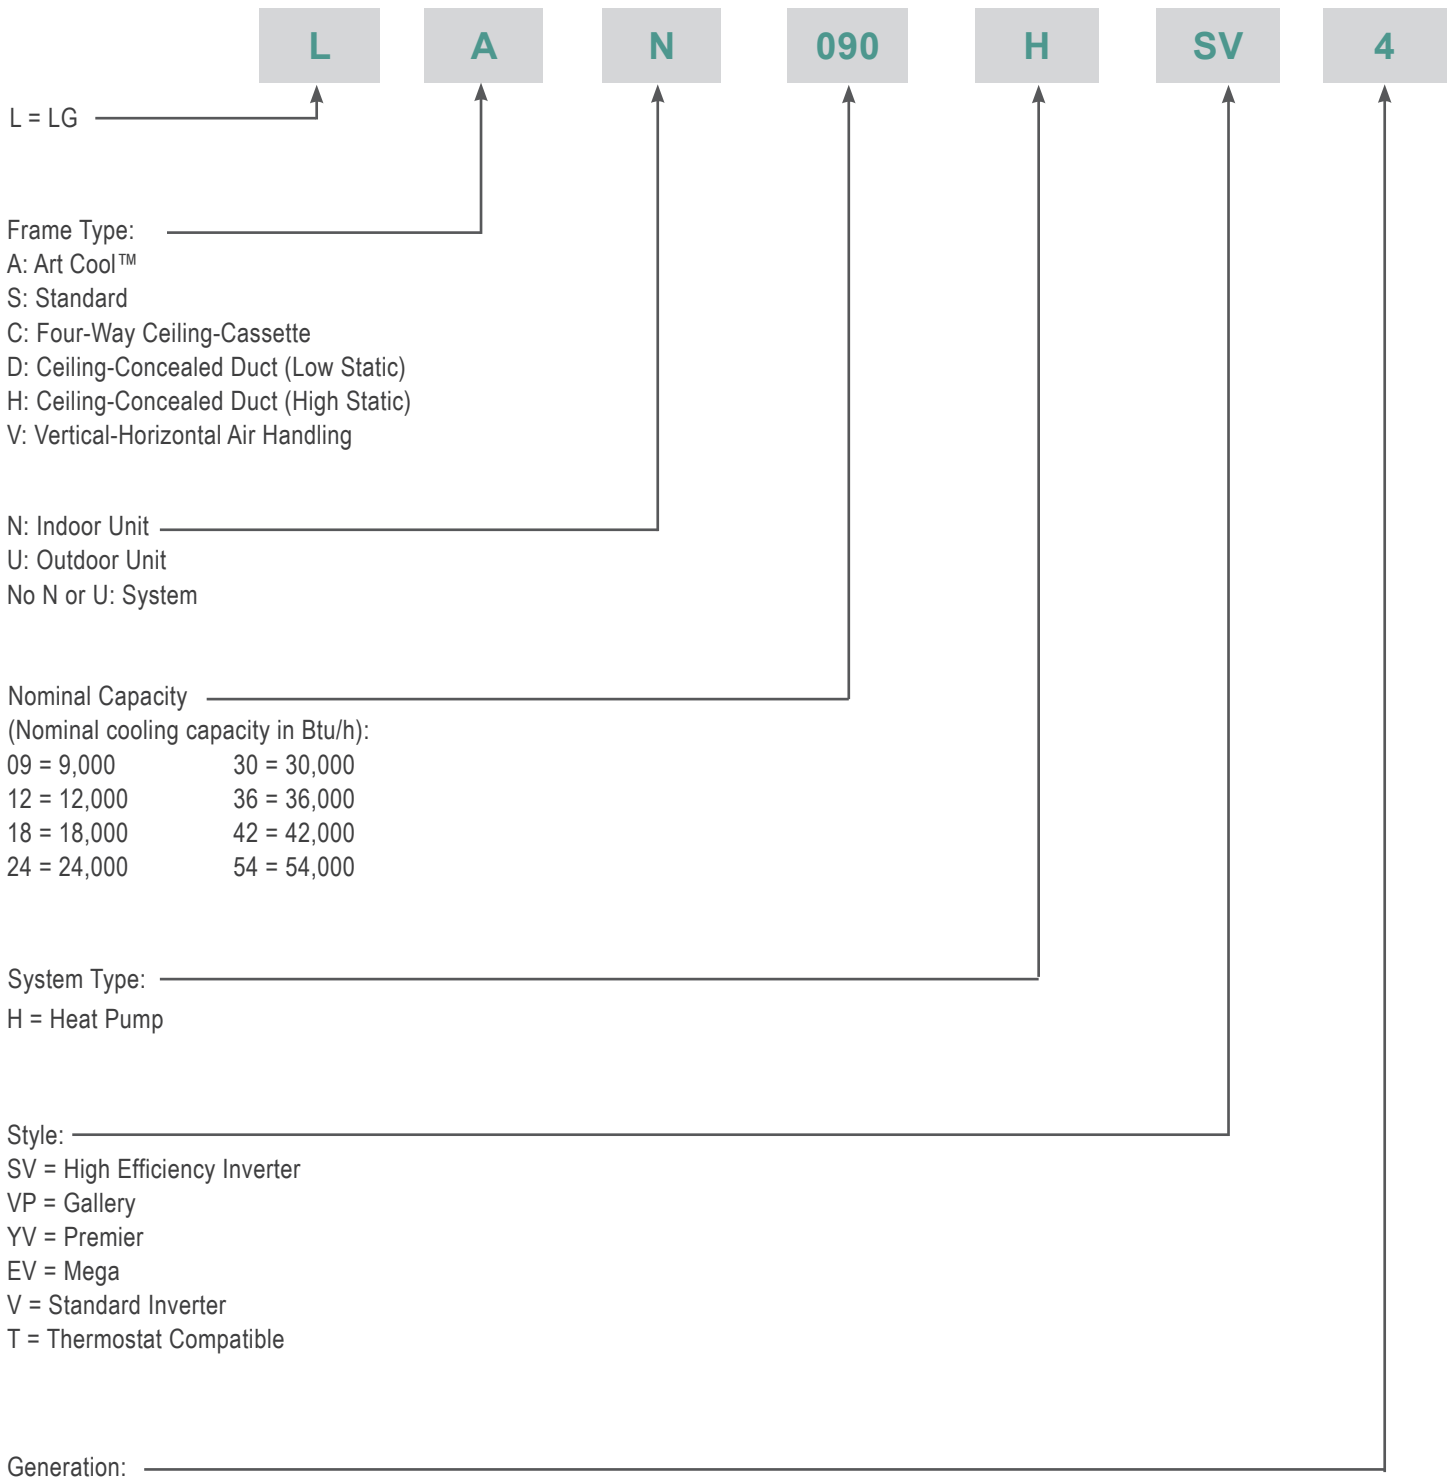 L A N 090 H SV 4
L = LG
Frame Type:
A: Art Cool™
S: Standard
C: Four-Way Ceiling-Cassette
D: Ceiling-Concealed Duct (Low Static)
H: Ceiling-Concealed Duct (High Static)
V: Vertical-Horizontal Air Handling
N: Indoor Unit
U: Outdoor Unit
No N or U: System
Nominal Capacity
(Nominal cooling capacity in Btu/h):
09 = 9,000 30 = 30,000
12 = 12,000 36 = 36,000
18 = 18,000 42 = 42,000
24 = 24,000 54 = 54,000
System Type:
H = Heat Pump
Style:
SV = High Efficiency Inverter
VP = Gallery
YV = Premier
EV = Mega
V = Standard Inverter
T = Thermostat Compatible
Generation: